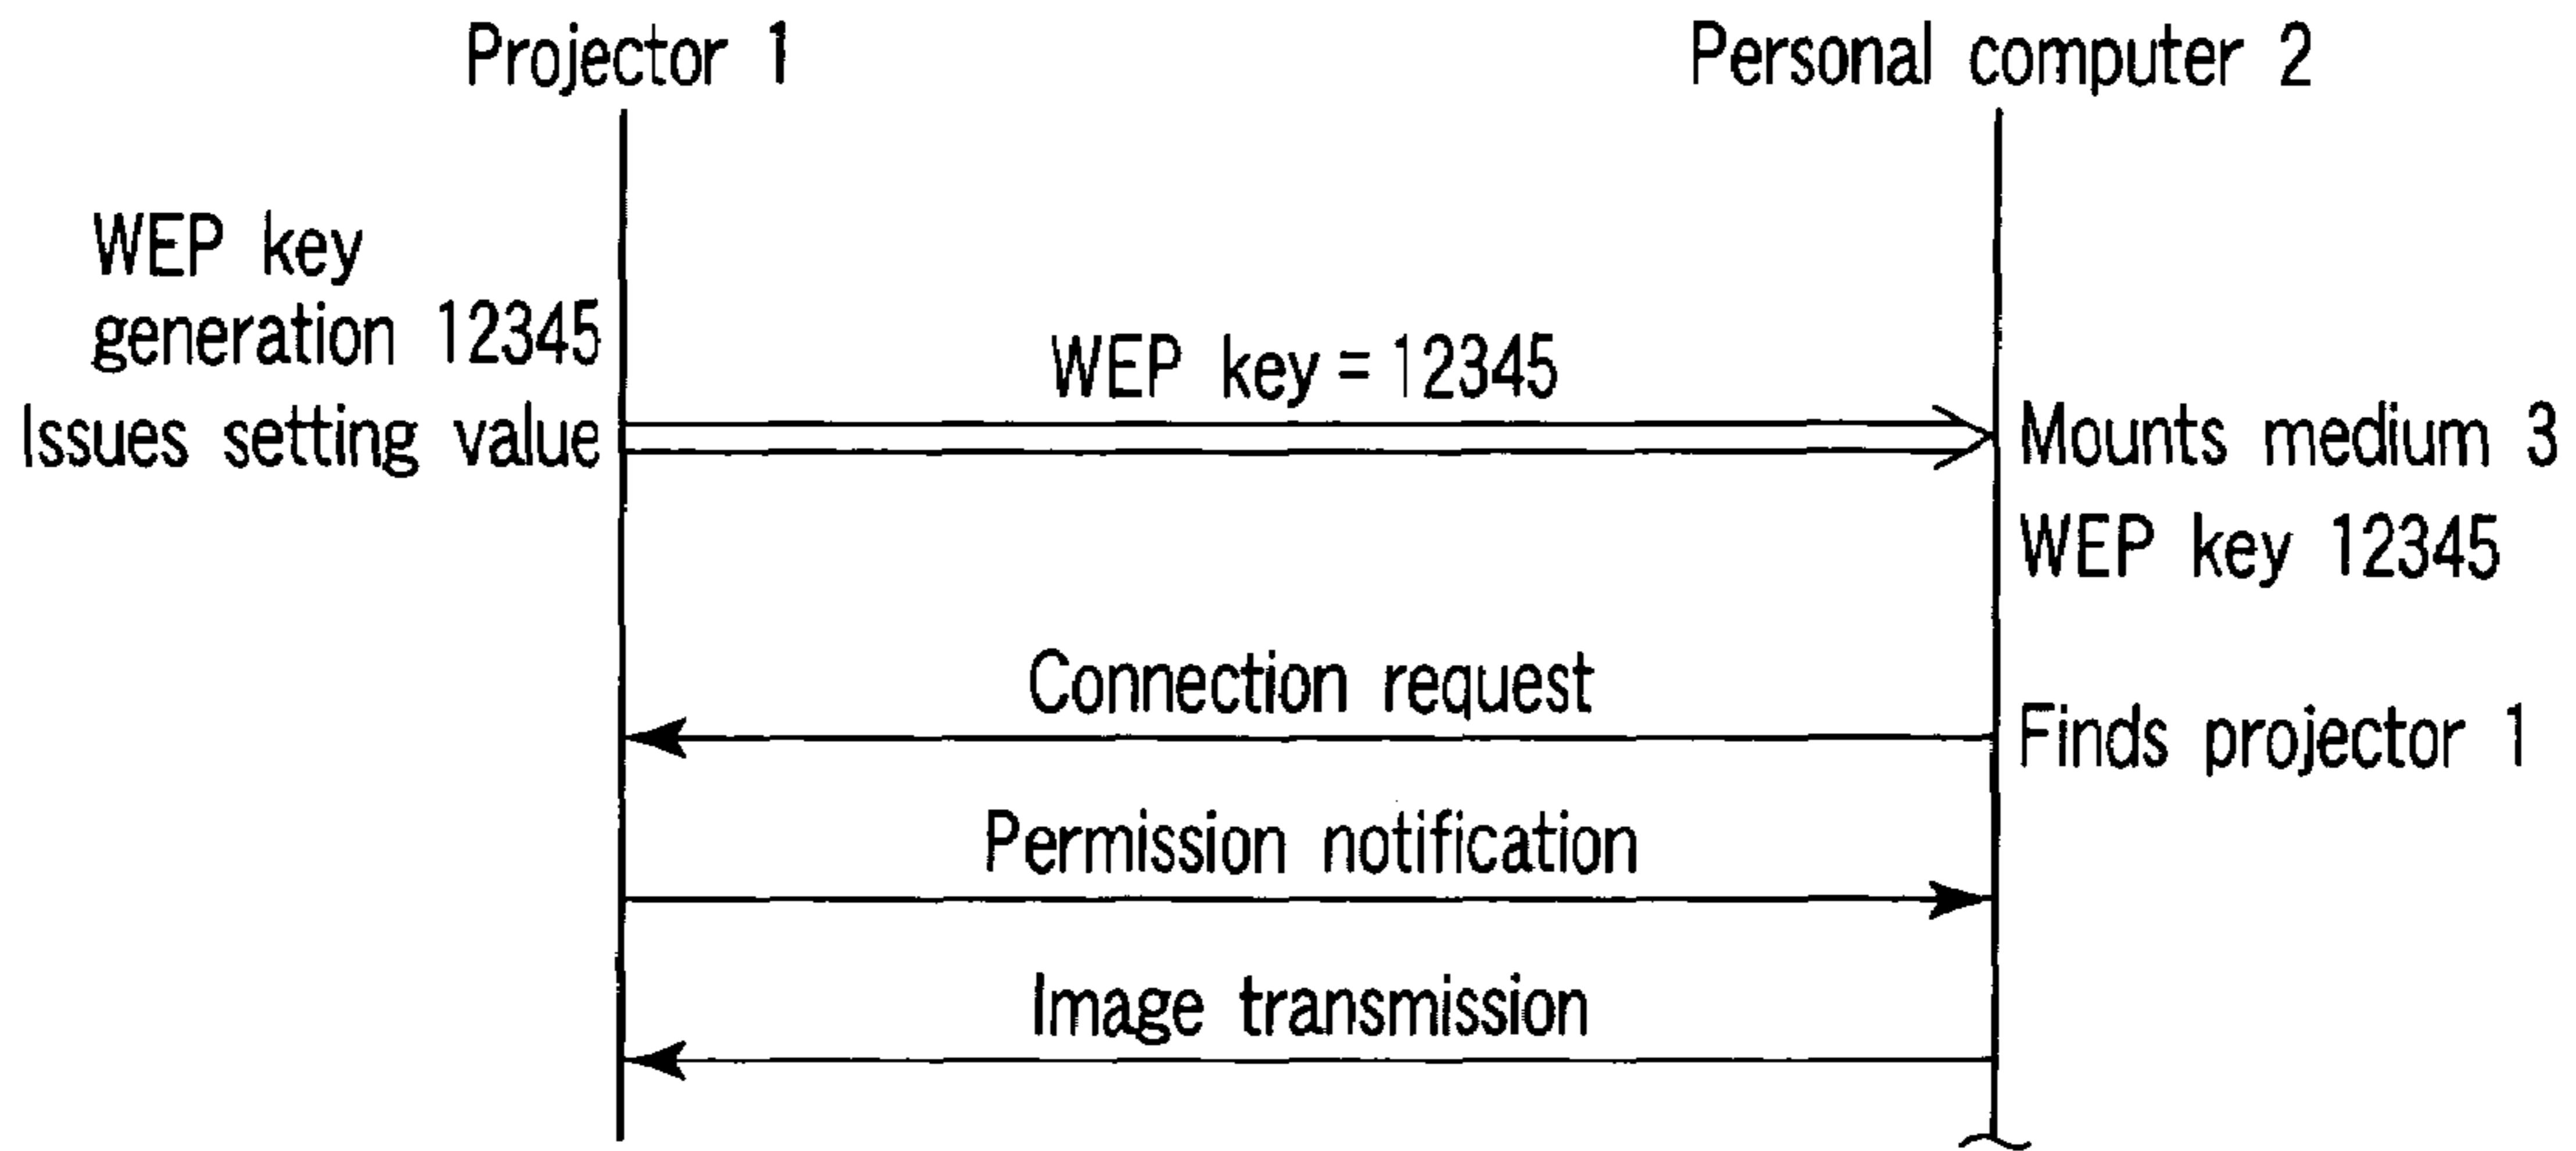 Projector 1
Personal computer 2
WEP key
generation 12345
WEP key = 12345
Issues setting value
Mounts medium 3
WEP key 12345
Connection request
Finds projector 1
Permission notification
Image transmission